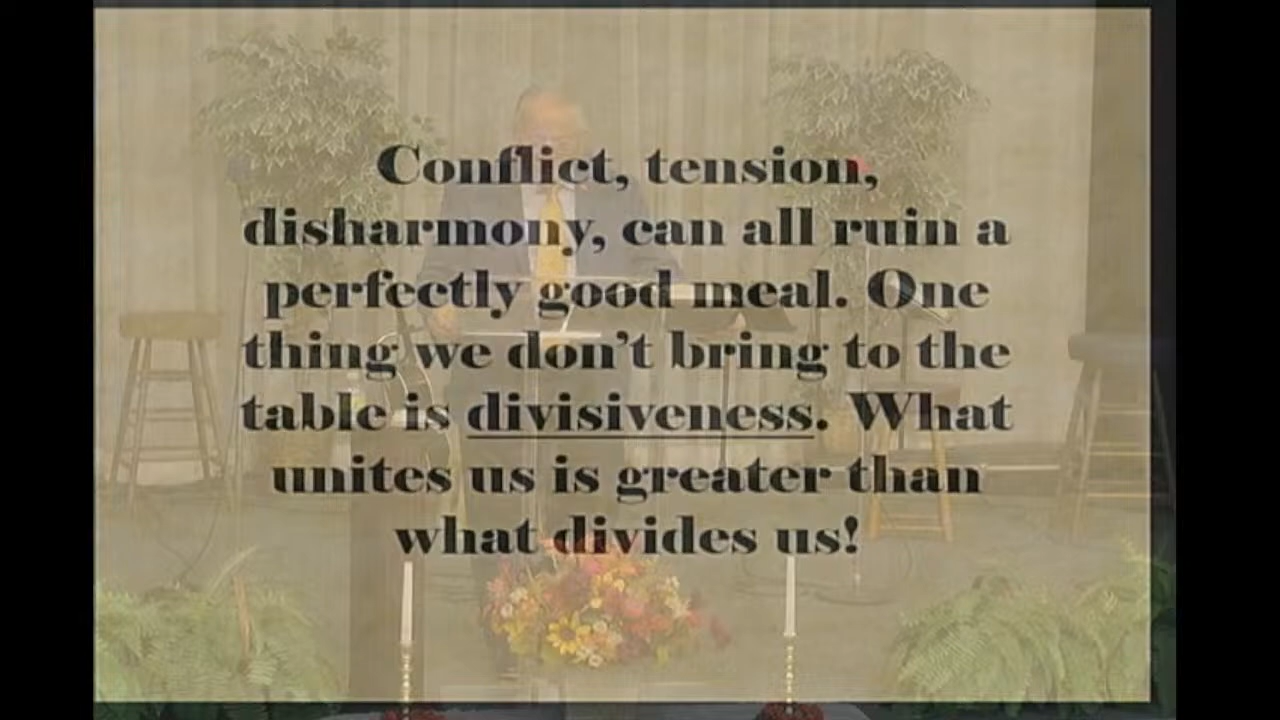 Conflict, tension,
disharmony, can all ruin a
perfectly good meal. One
thing we don't bring to the
table is divisiveness. What
unites us is greater than
what divides us!